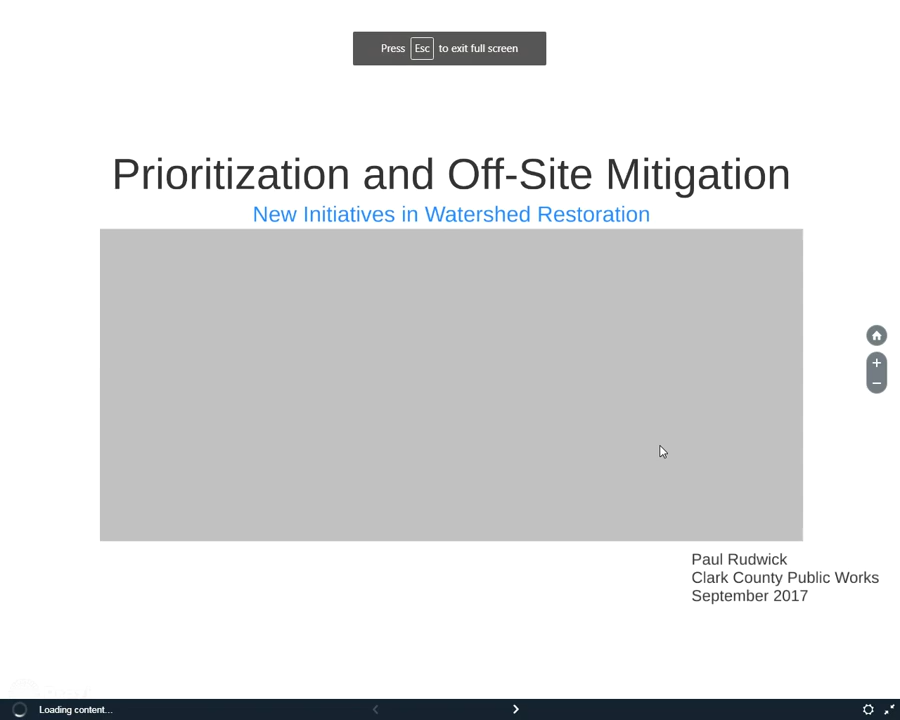 Press Esc to exit full screen
Prioritization and Off-Site Mitigation
New Initiatives in Watershed Restoration
Paul Rudwick
Clark County Public Works
September 2017
Loading content...